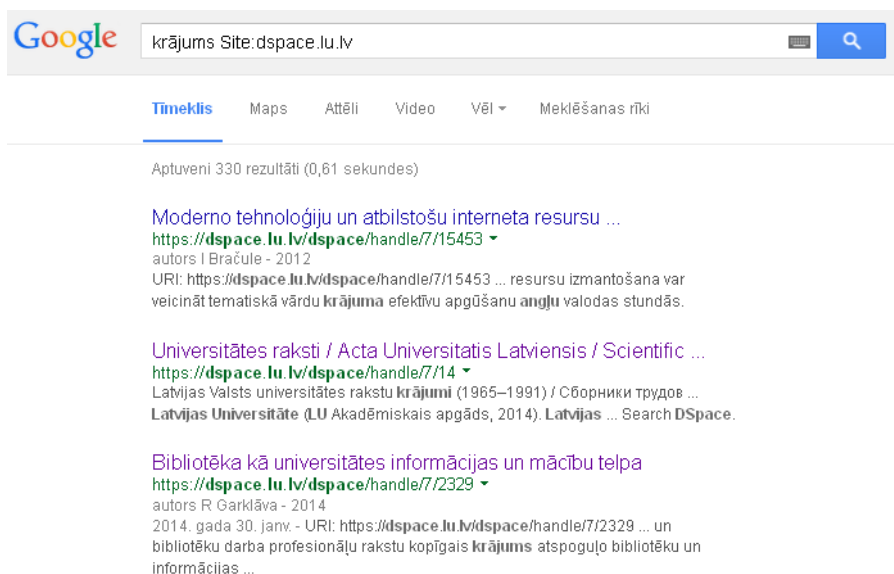 Google
krājums Site:dspace.lu.lv
Tīmeklis Maps Attēli Video Vēl Meklēšanas rīki
Aptuveni 330 rezultāti (0,61 sekundes)
Moderno tehnoloģiju un atbilstošu interneta resursu ...
https://dspace.lu.lv/dspace/handle/7/15453
autors I Bračule - 2012
URI: https://dspace.lu.lv/dspace/handle/7/15453 ... resursu izmantošana var
veicināt tematiskā vārdu krājuma efektīvu apgūšanu angļu valodas stundās.
Universitātes raksti / Acta Universitatis Latviensis / Scientific ...
https://dspace.lu.lv/dspace/handle/7/14
Latvijas Valsts universitātes rakstu krājumi (1965–1991) / Сборники трудов ...
Latvijas Universitāte (LU Akadēmiskais apgāds, 2014). Latvijas ... Search DSpace.
Bibliotēka kā universitātes informācijas un mācību telpa
https://dspace.lu.lv/dspace/handle/7/2329
autors R Garklāva - 2014
2014. gada 30. janv. - URI: https://dspace.lu.lv/dspace/handle/7/2329 ... un
bibliotēku darba profesionāļu rakstu kopīgais krājums atspoguļo bibliotēku un
informācijas ...